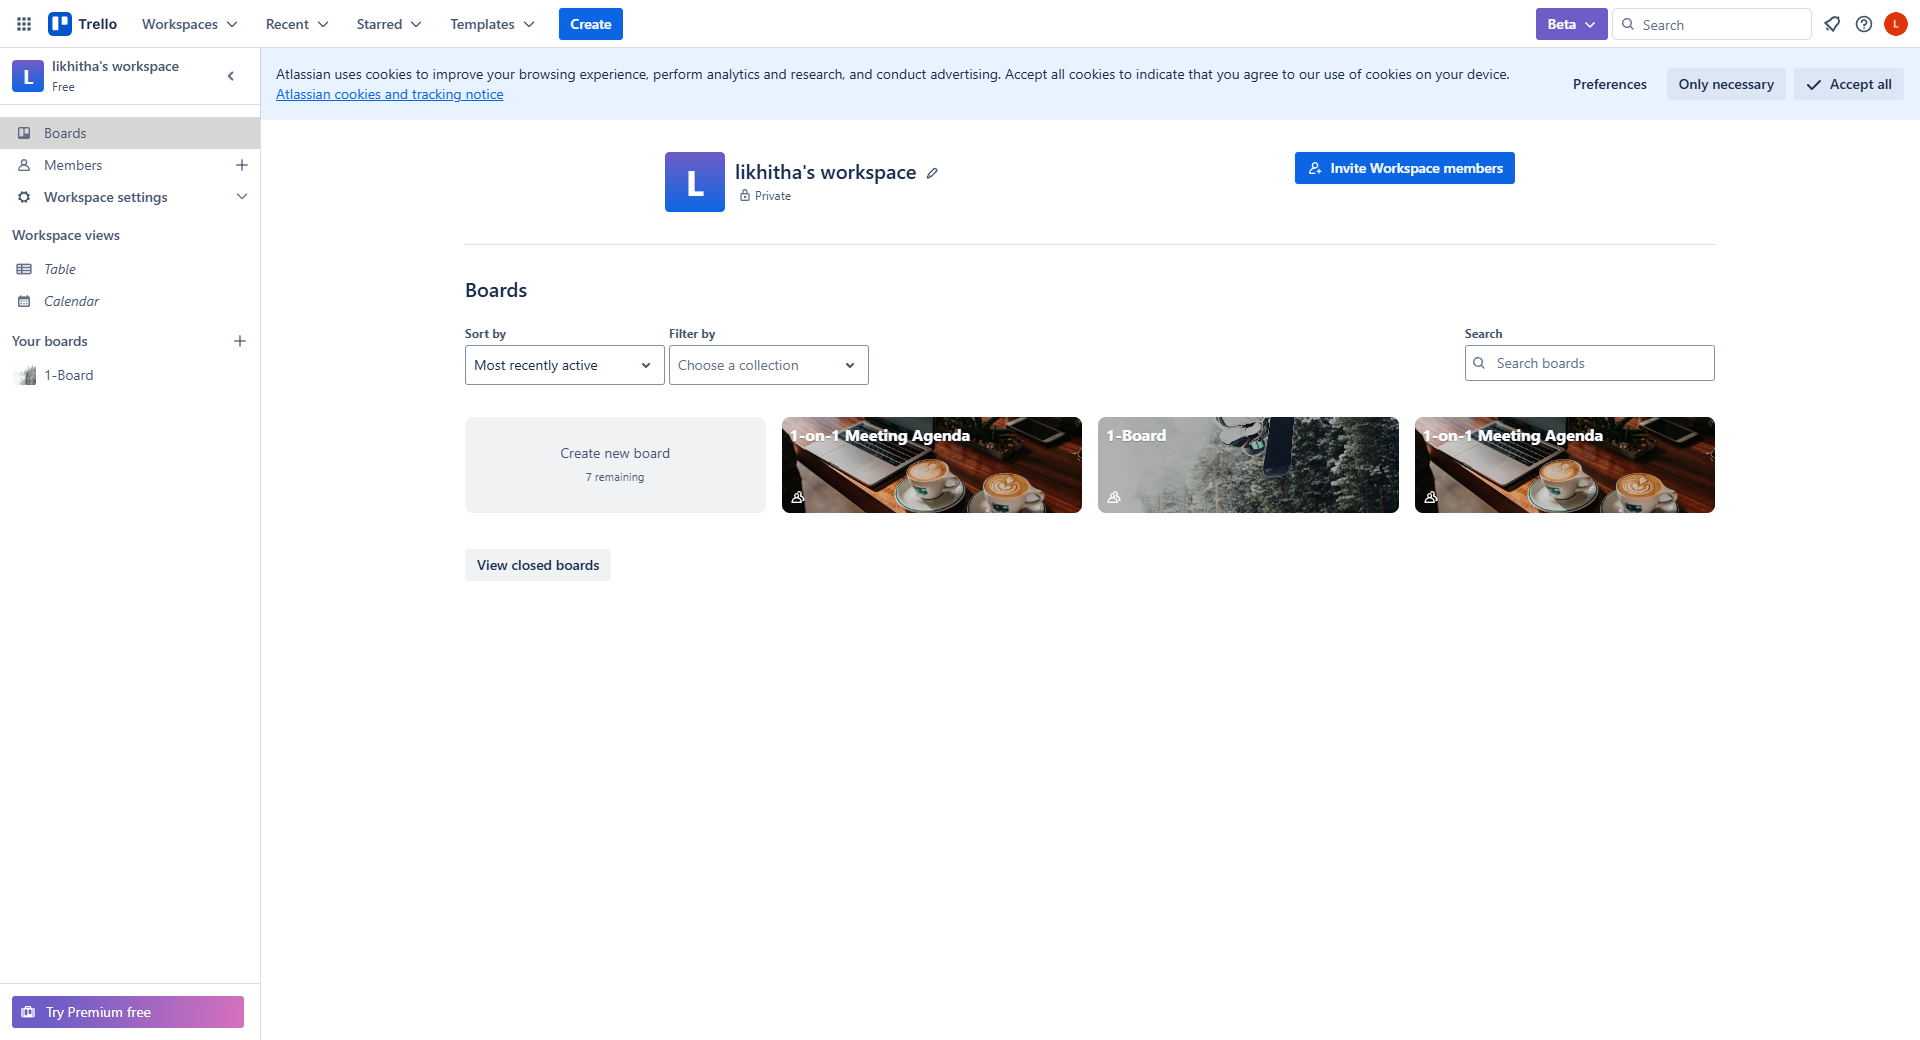 Trello
Workspaces
Recent
Starred
Templates
Create
Beta
Search
L
L
likhitha's workspace
Free
Atlassian uses cookies to improve your browsing experience, perform analytics and research, and conduct advertising. Accept all cookies to indicate that you agree to our use of cookies on your device.
Atlassian cookies and tracking notice
Preferences
Only necessary
Accept all
Boards
Members
Workspace settings
Workspace views
Table
Calendar
Your boards
1-Board
L
likhitha's workspace
Private
Invite Workspace members
Boards
Sort by
Most recently active
Filter by
Choose a collection
Search
Search boards
Create new board
7 remaining
1-on-1 Meeting Agenda
1-Board
1-on-1 Meeting Agenda
View closed boards
Try Premium free